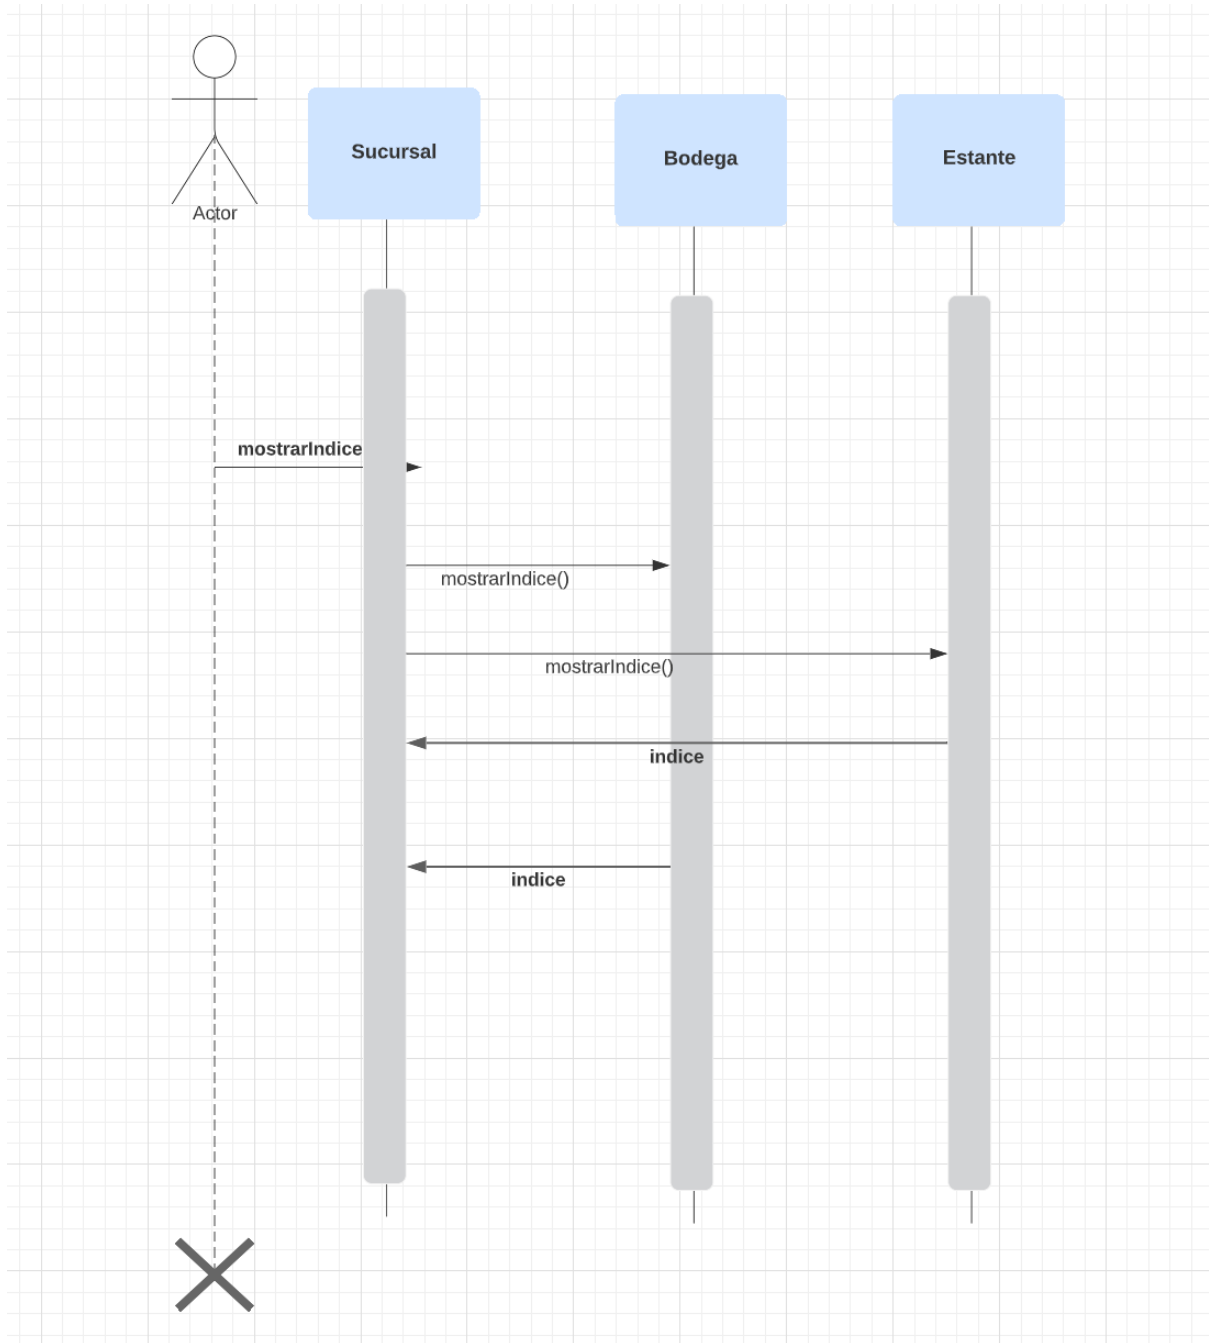 Actor
Sucursal
Bodega
Estante
mostrarIndice
mostrarIndice()
mostrarIndice()
indice
indice